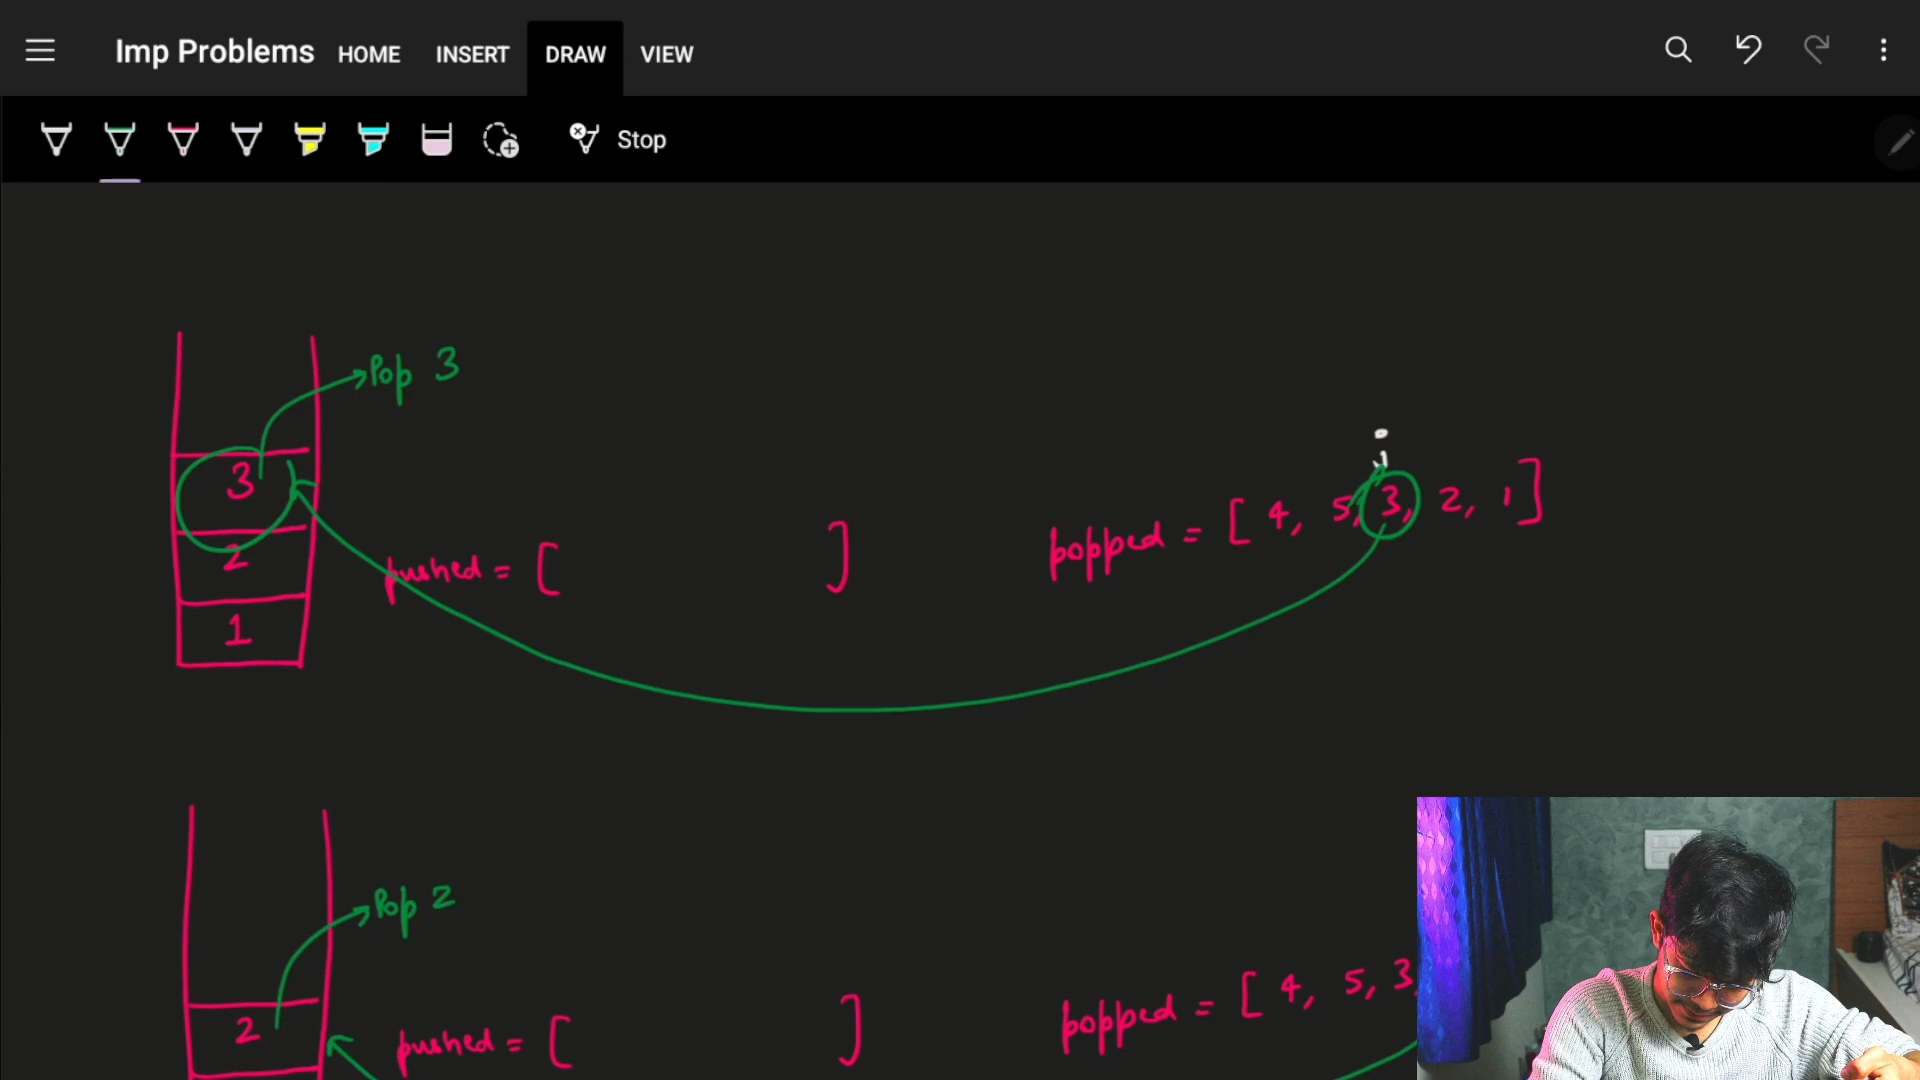 Imp Problems HOME INSERT DRAW VIEW
Stop
Pop 3
j
3
popped = [ 4, 5, 3, 2, 1 ]
2
pushed = [ ]
1
Pop 2
popped = [ 4, 5, 3,
2
pushed = [ ]